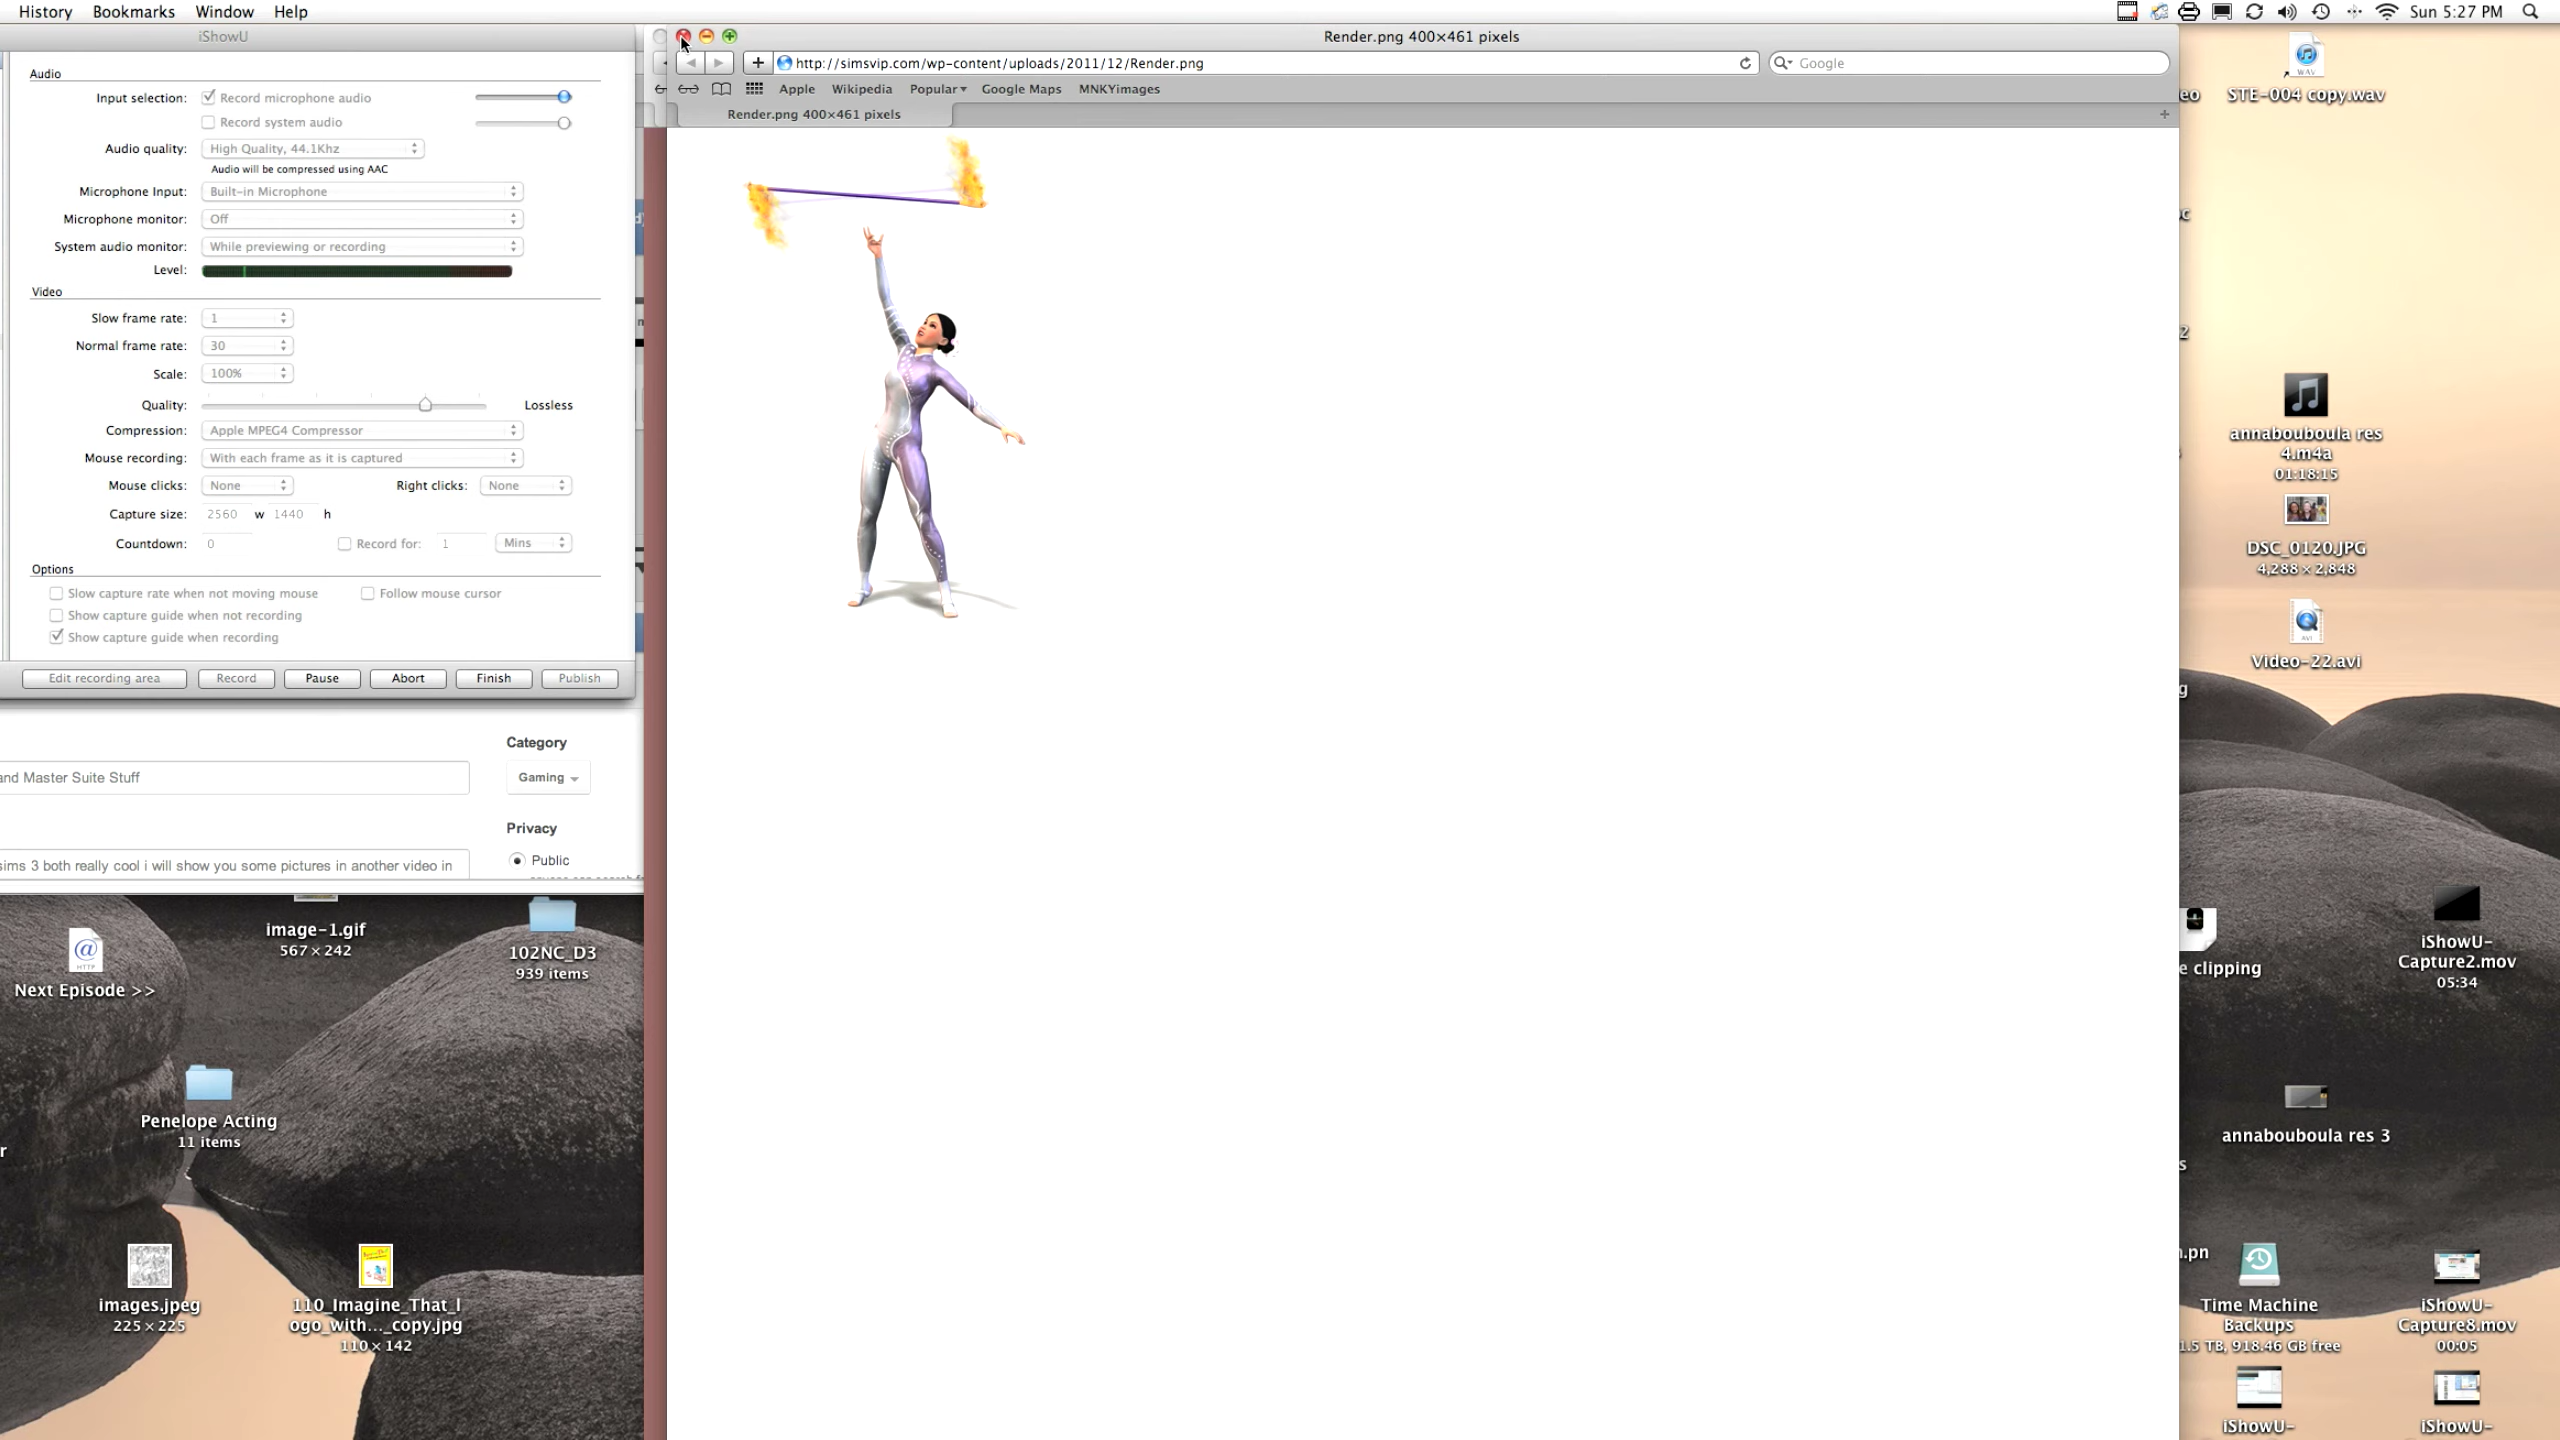 History Bookmarks Window Help
Sun 5:27 PM
iShowU
Audio
Input selection: Record microphone audio
Record system audio
Audio quality: High Quality, 44.1Khz
Audio will be compressed using AAC
Microphone Input: Built-in Microphone
Microphone monitor: Off
System audio monitor: While previewing or recording
Level:
Video
Slow frame rate: 1
Normal frame rate: 30
Scale: 100%
Quality: Lossless
Compression: Apple MPEG4 Compressor
Mouse recording: With each frame as it is captured
Mouse clicks: None Right clicks: None
Capture size: 2560 w 1440 h
Countdown: 0 Record for: 1 Mins
Options
Slow capture rate when not moving mouse Follow mouse cursor
Show capture guide when not recording
Show capture guide when recording
Edit recording area Record Pause Abort Finish Publish
Category
and Master Suite Stuff
Gaming
Privacy
Public
sims 3 both really cool i will show you some pictures in another video in
Render.png 400×461 pixels
http://simsvip.com/wp-content/uploads/2011/12/Render.png
Google
Apple Wikipedia Popular Google Maps MNKYimages
Render.png 400×461 pixels
image-1.gif
567 × 242
102NC_D3
939 items
HTTP
Next Episode >>
Penelope Acting
11 items
images.jpeg
225 × 225
110_Imagine_That_l
ogo_with..._copy.jpg
110 × 142
WAV
STE-004 copy.wav
eo
annabouboula res
4.m4a
01:18:15
DSC_0120.JPG
4,288 × 2,848
AVI
Video-22.avi
e clipping
iShowU-
Capture2.mov
05:34
annabouboula res 3
n.pn
Time Machine
Backups
1.5 TB, 918.46 GB free
iShowU-
Capture8.mov
00:05
iShowU-
iShowU-